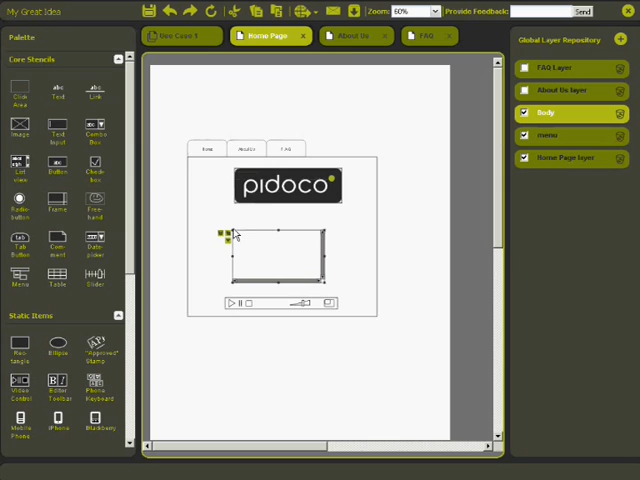 My Great Idea
Zoom: 60% Provide Feedback: Send
Palette
Use Case 1 Home Page x About Us x FAQ x
Global Layer Repository
Core Stencils
Click Area
Text
Link
Image
Text Input
Combo Box
List view
Button
Check-box
Radio-button
Frame
Free-hand
Tab Button
Com-ment
Date-picker
Menu
Table
Slider
Static Items
Rec-tangle
Ellipse
"Approved" Stamp
Video Control
Editor Toolbar
Phone Keyboard
Mobile Phone
iPhone
Blackberry
Home
About Us
FAQ
pidoco
FAQ Layer
About Us layer
Body
menu
Home Page layer